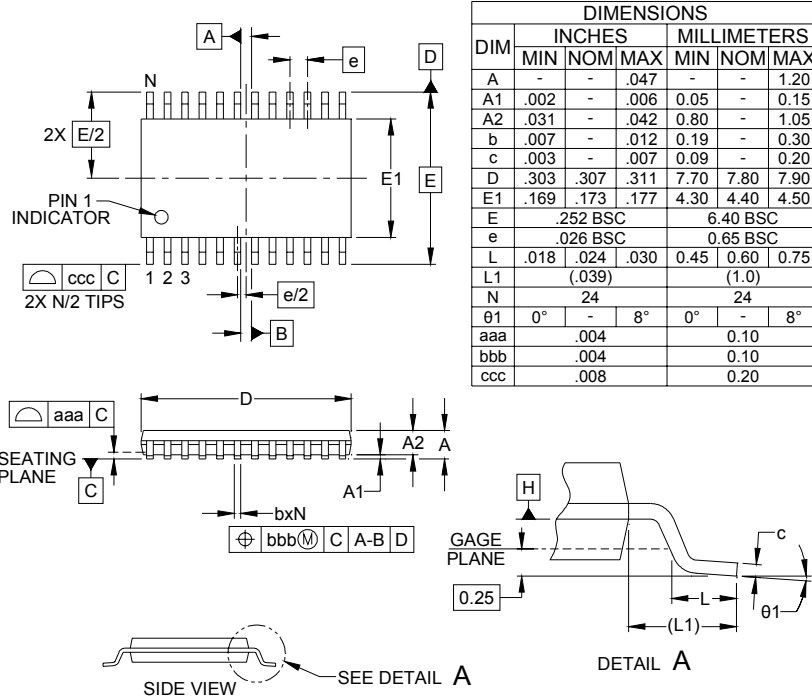 A
e
D
N
2X E/2
E1
E
PIN 1
INDICATOR
ccc C
2X N/2 TIPS
1 2 3
e/2
B
DIMENSIONS
DIM INCHES MILLIMETERS
MIN NOM MAX MIN NOM MAX
A - - .047 - - 1.20
A1 .002 - .006 0.05 - 0.15
A2 .031 - .042 0.80 - 1.05
b .007 - .012 0.19 - 0.30
c .003 - .007 0.09 - 0.20
D .303 .307 .311 7.70 7.80 7.90
E1 .169 .173 .177 4.30 4.40 4.50
E .252 BSC 6.40 BSC
e .026 BSC 0.65 BSC
L .018 .024 .030 0.45 0.60 0.75
L1 (.039) (1.0)
N 24 24
θ1 0° - 8° 0° - 8°
aaa .004 0.10
bbb .004 0.10
ccc .008 0.20
D
aaa C
A2 A
SEATING
PLANE
C
A1
bxN
⌖ bbbⓂ C A-B D
H
GAGE
PLANE
0.25
c
L
(L1)
θ1
DETAIL A
SIDE VIEW
SEE DETAIL A